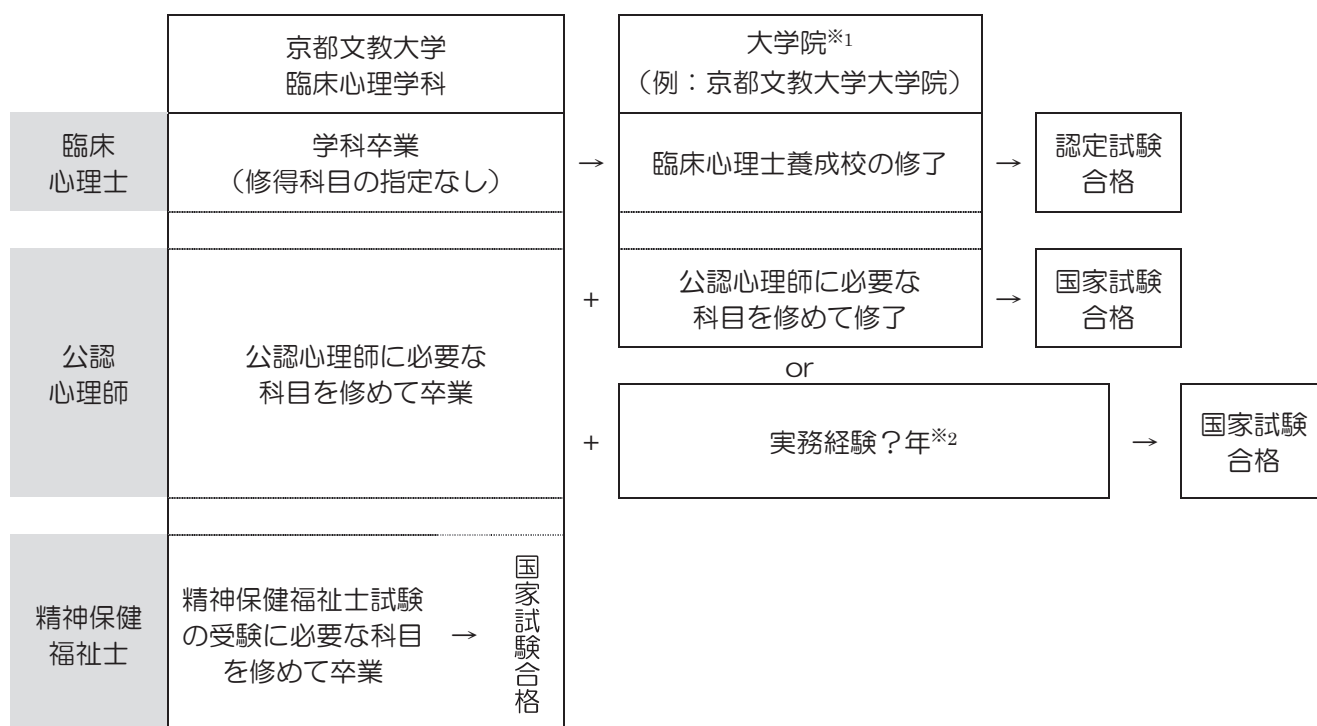 京都文教大学
臨床心理学科
大学院※1
（例：京都文教大学大学院）
臨床
心理士
学科卒業
（修得科目の指定なし）
→
臨床心理士養成校の修了
→
認定試験
合格
公認
心理師
公認心理師に必要な
科目を修めて卒業
+
公認心理師に必要な
科目を修めて修了
→
国家試験
合格
or
+
実務経験？年※2
→
国家試験
合格
精神保健
福祉士
精神保健福祉士試験
の受験に必要な科目
を修めて卒業
→
国家試験合格